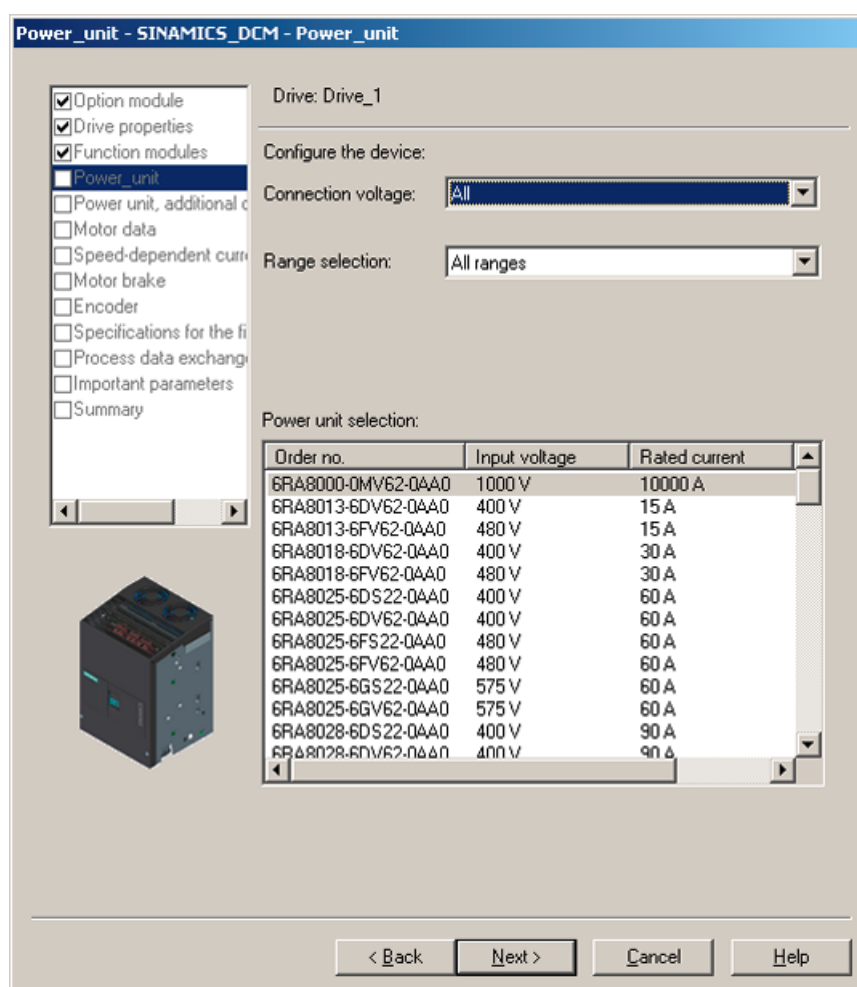 Power_unit - SINAMICS_DCM - Power_unit
Option module
Drive properties
Function modules
Power_unit
Power unit, additional
Motor data
Speed-dependent
Motor brake
Encoder
Specifications for the
Process data
Important parameters
Summary
Drive: Drive_1
Configure the device:
Connection voltage: All
Range selection: All ranges
Power unit selection:
Order no. Input voltage Rated current
6RA8000-0MV62-0AA0 1000 V 10000 A
6RA8013-6DV62-0AA0 400 V 15 A
6RA8013-6FV62-0AA0 480 V 15 A
6RA8018-6DV62-0AA0 400 V 30 A
6RA8018-6FV62-0AA0 480 V 30 A
6RA8025-6DS22-0AA0 400 V 60 A
6RA8025-6DV62-0AA0 400 V 60 A
6RA8025-6FS22-0AA0 480 V 60 A
6RA8025-6FV62-0AA0 480 V 60 A
6RA8025-6GS22-0AA0 575 V 60 A
6RA8025-6GV62-0AA0 575 V 60 A
6RA8028-6DS22-0AA0 400 V 90 A
6RA8028-6DV62-0AA0 400 V 90 A
< Back Next > Cancel Help